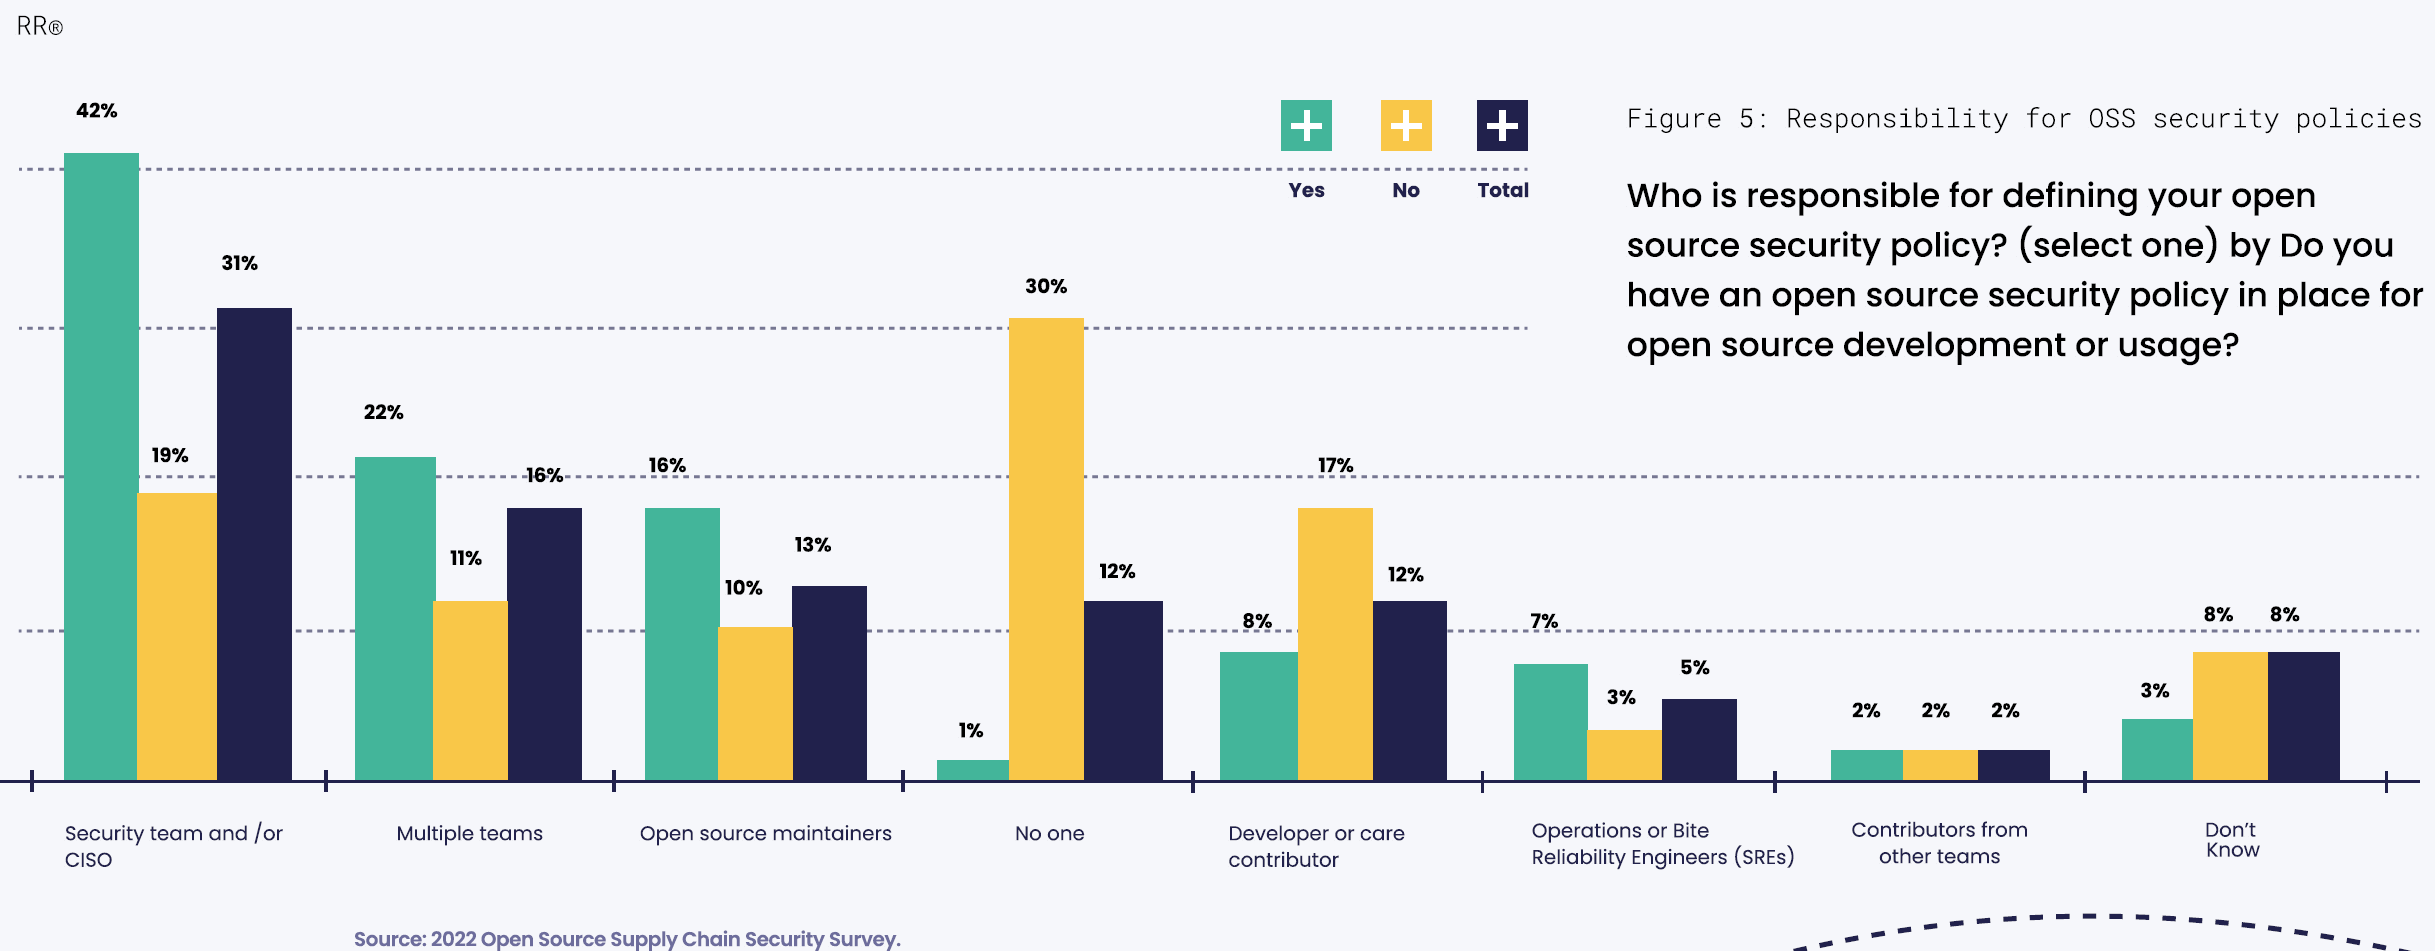 RR®
Yes No Total
Figure 5: Responsibility for OSS security policies
Who is responsible for defining your open
source security policy? (select one) by Do you
have an open source security policy in place for
open source development or usage?
42% 19% 31%
22% 11% 16%
16% 10% 13%
1% 30% 12%
8% 17% 12%
7% 3% 5%
2% 2% 2%
3% 8% 8%
Security team and /or
CISO
Multiple teams
Open source maintainers
No one
Developer or care
contributor
Operations or Bite
Reliability Engineers (SREs)
Contributors from
other teams
Don’t
Know
Source: 2022 Open Source Supply Chain Security Survey.